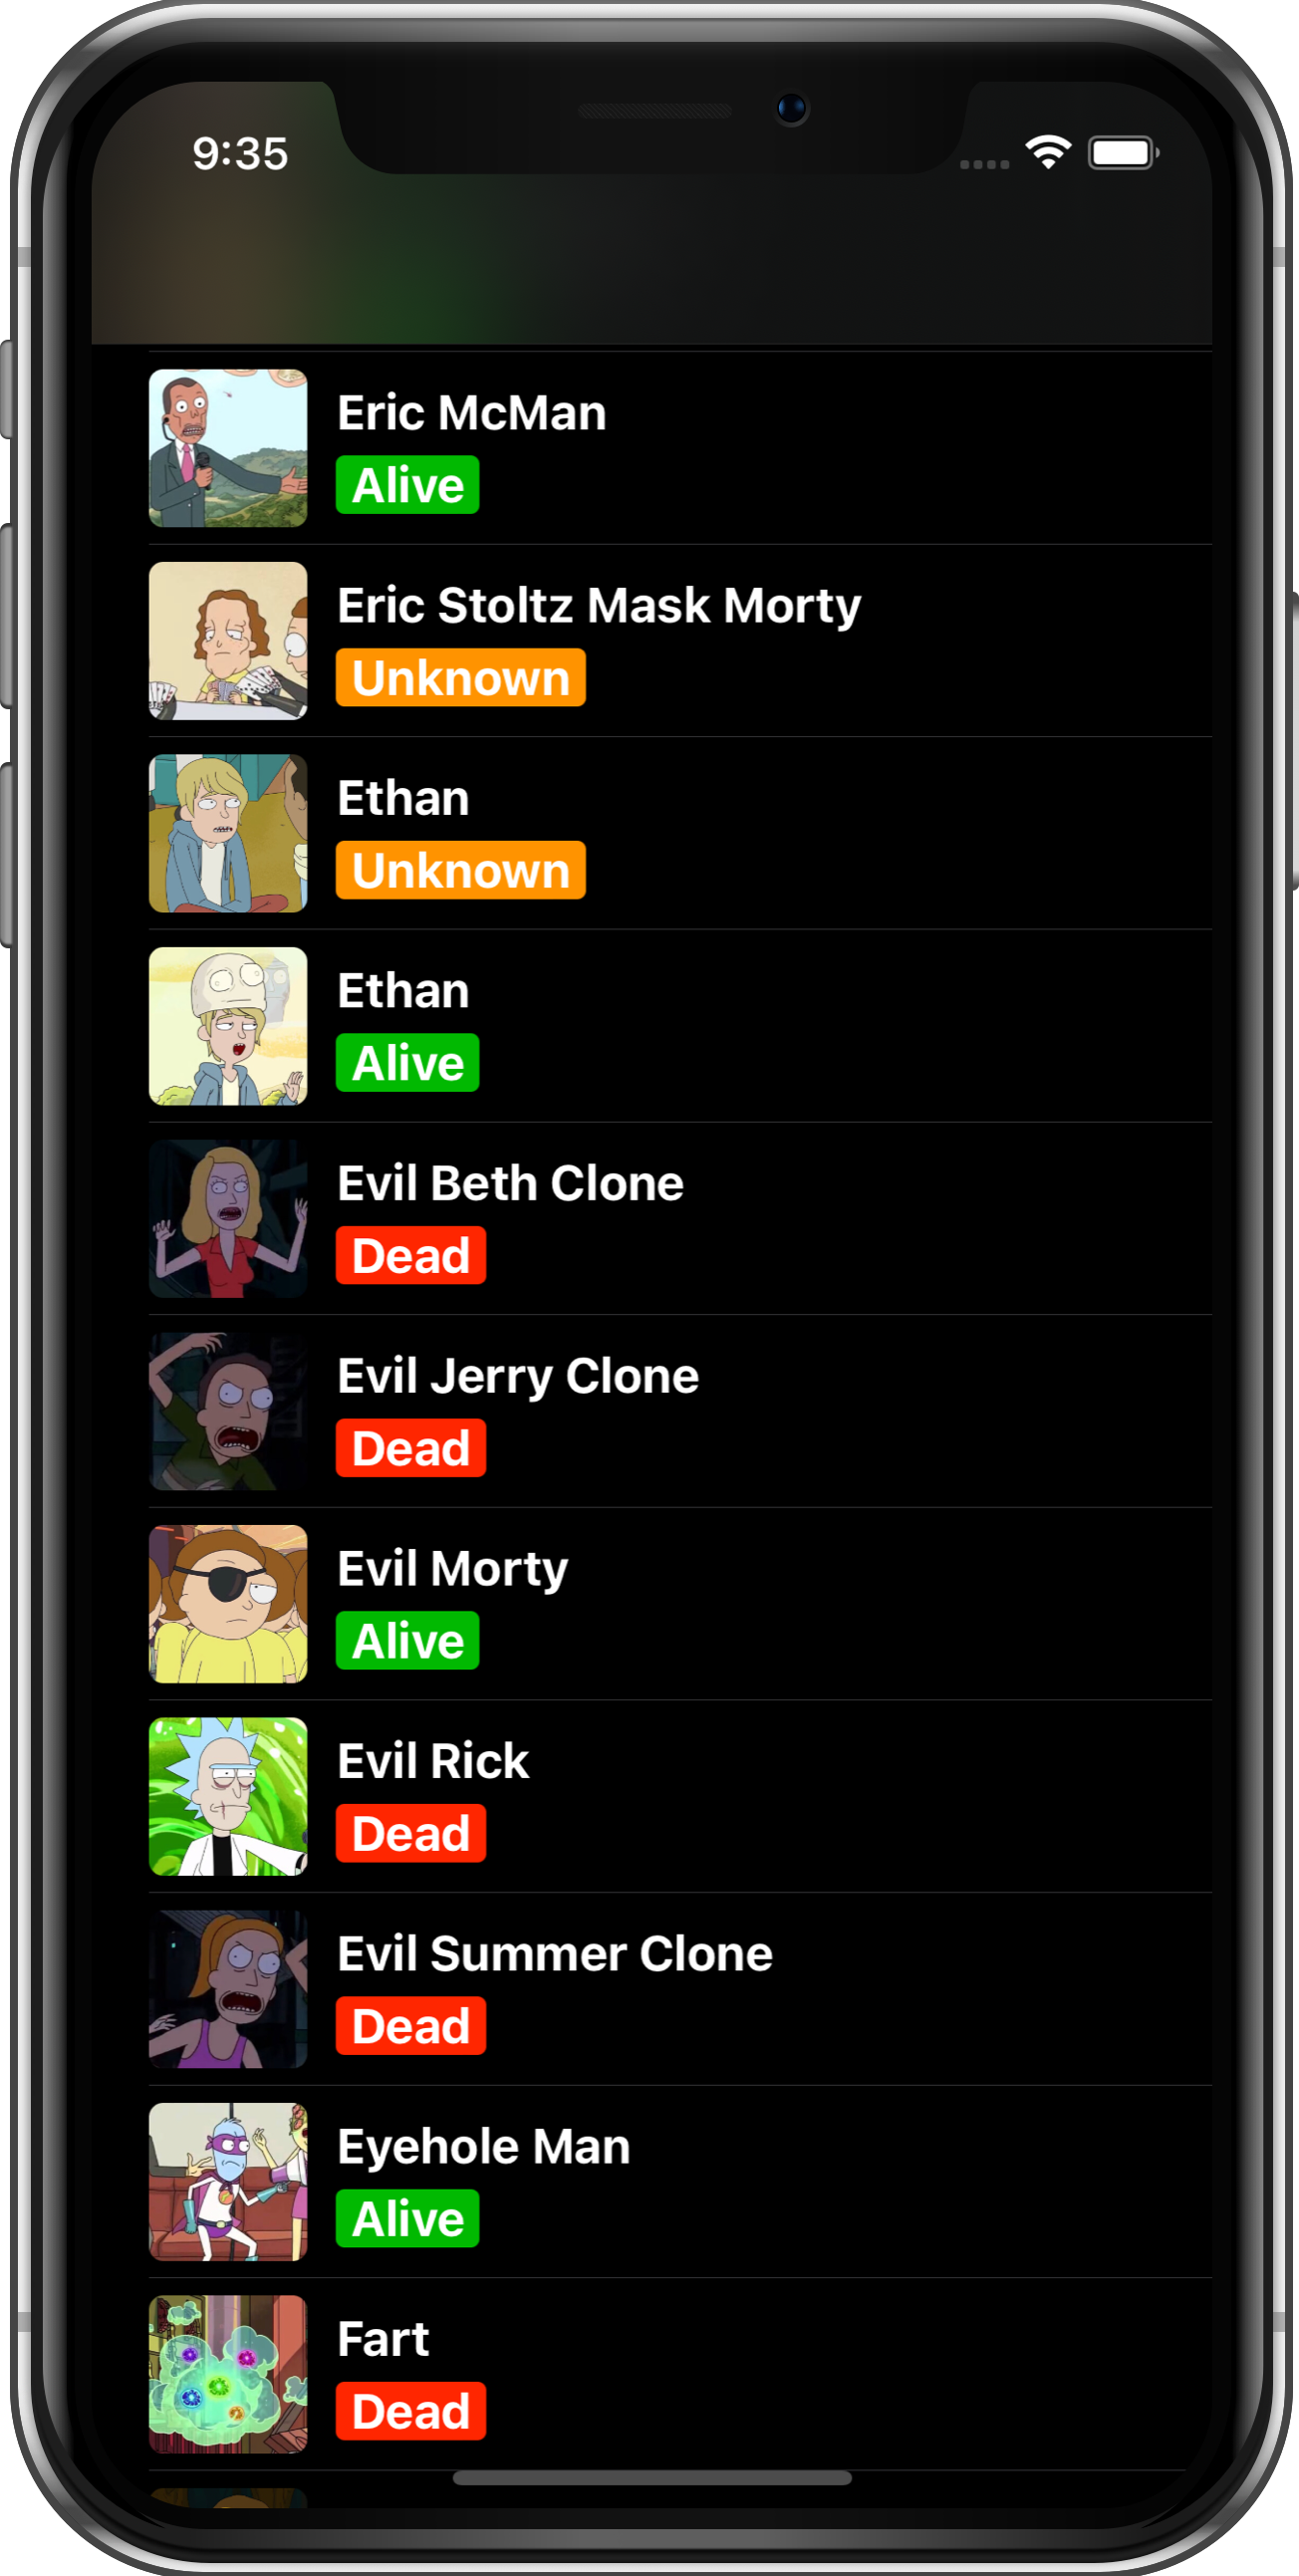 9:35
Eric McMan
Alive
Eric Stoltz Mask Morty
Unknown
Ethan
Unknown
Ethan
Alive
Evil Beth Clone
Dead
Evil Jerry Clone
Dead
Evil Morty
Alive
Evil Rick
Dead
Evil Summer Clone
Dead
Eyehole Man
Alive
Fart
Dead